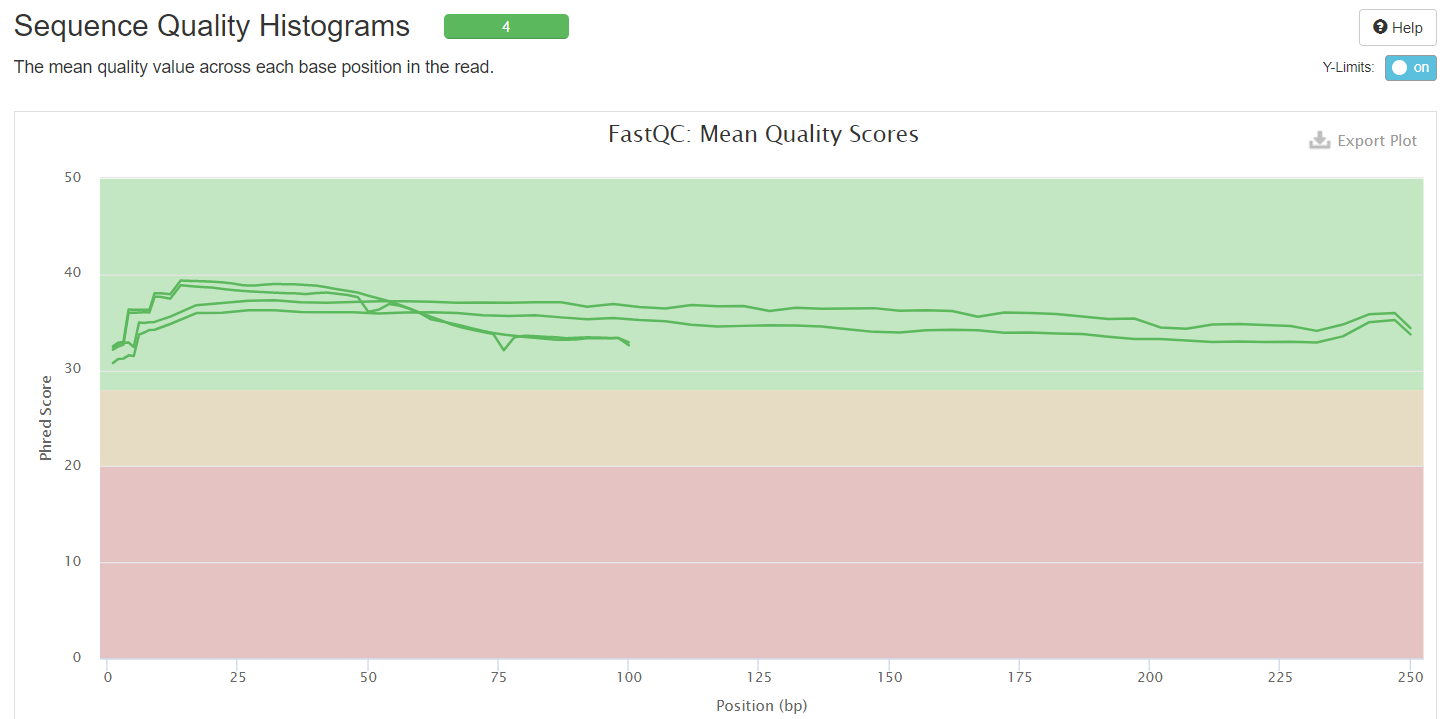 Sequence Quality Histograms
4
Help
The mean quality value across each base position in the read.
Y-Limits: on
FastQC: Mean Quality Scores
Export Plot
50
40
30
20
10
0
Phred Score
0 25 50 75 100 125 150 175 200 225 250
Position (bp)